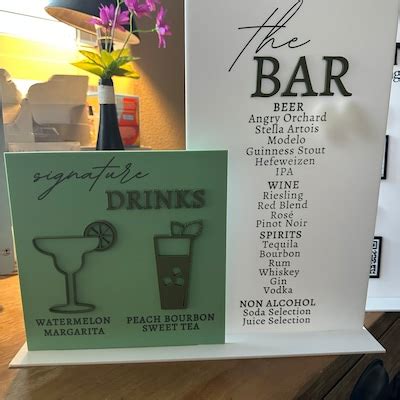 the
BAR
BEER
Angry Orchard
Stella Artois
Modelo
Guinness Stout
Hefeweizen
IPA
WINE
Riesling
Red Blend
Rosé
Pinot Noir
SPIRITS
Tequila
Bourbon
Rum
Whiskey
Gin
Vodka
NON ALCOHOL
Soda Selection
Juice Selection
signature
DRINKS
WATERMELON
MARGARITA
PEACH BOURBON
SWEET TEA